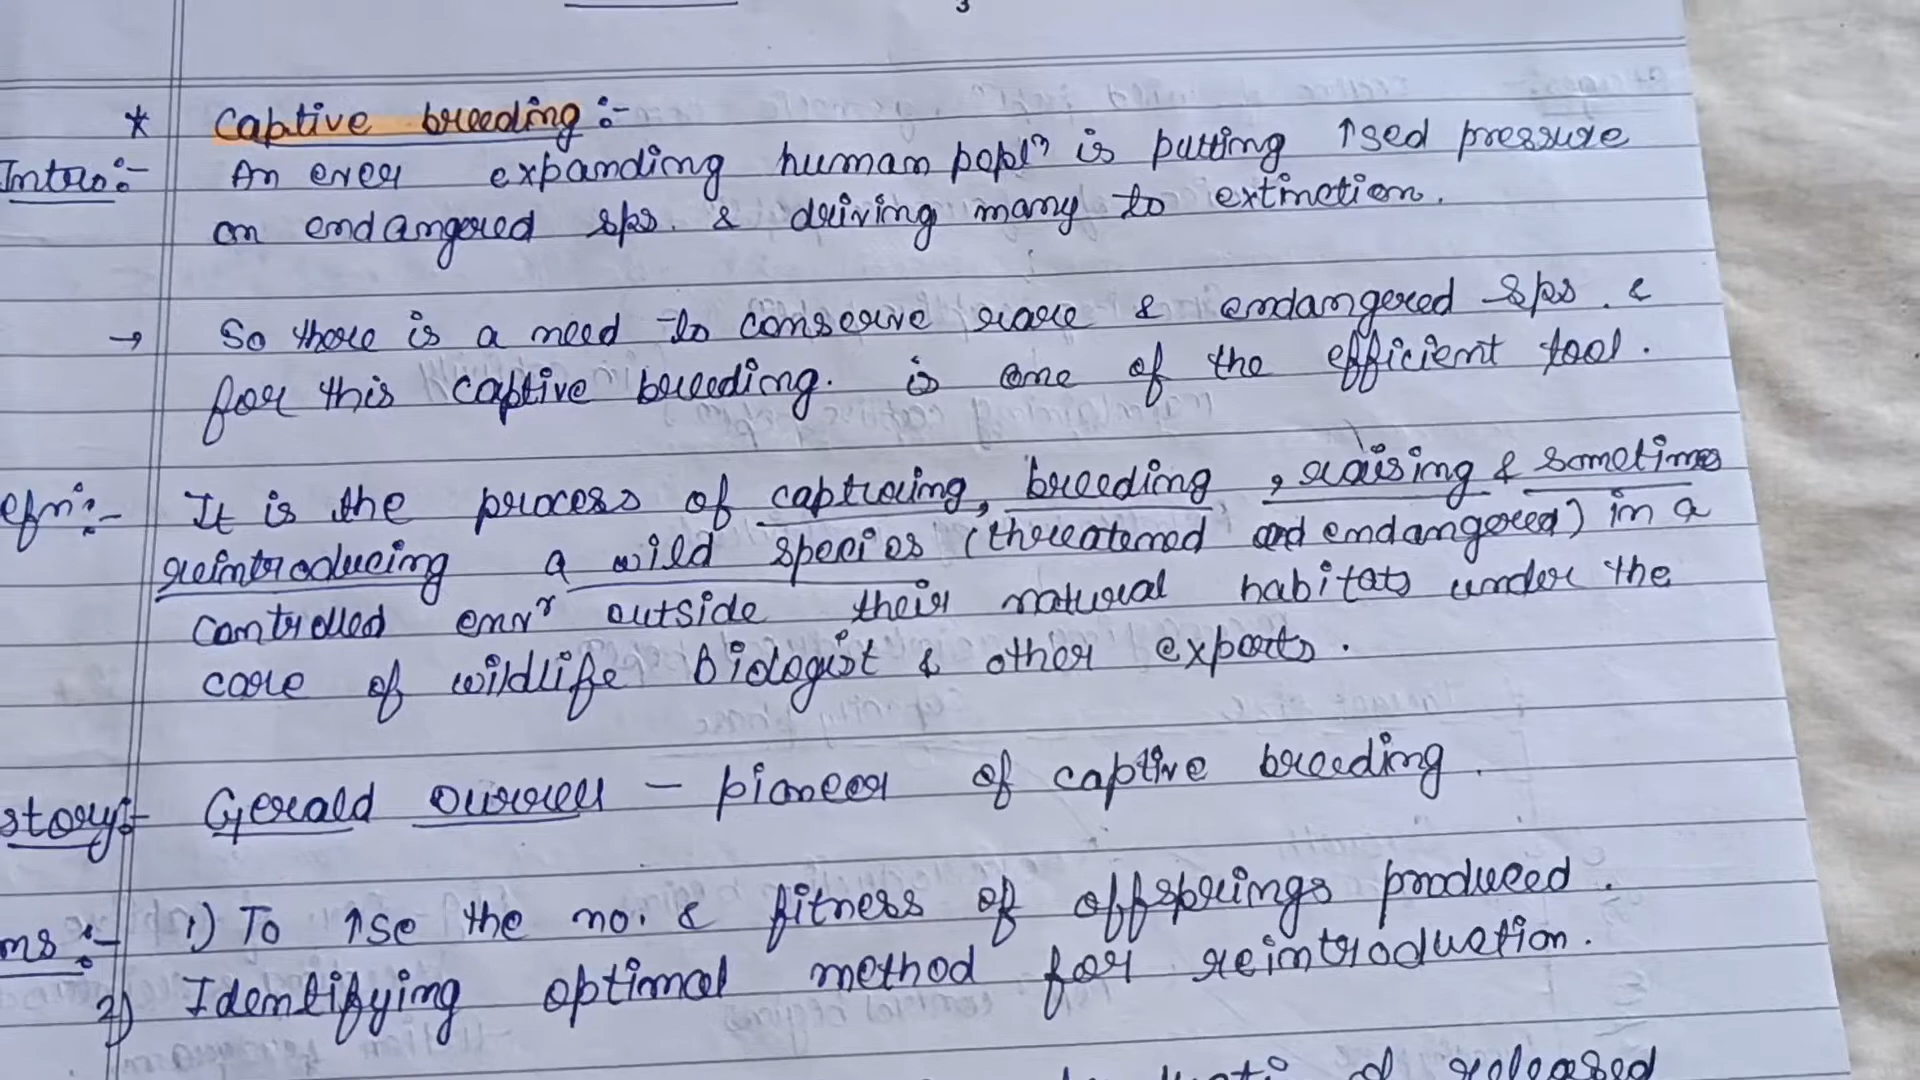 * Captive breeding :-
Intro:- An ever expanding human popln is putting ↑sed pressure
on endangered sps. & driving many to extinction.
→ So there is a need to conserve rare & endangered sps. &
for this captive breeding. is one of the efficient tool.
efn:- It is the process of capturing, breeding, raising & sometimes
reintroducing a wild species (threatened and endangered) in a
controlled envr outside their natural habitats under the
care of wildlife biologist & other experts.
story:- Gerald Durrell - pioneer of captive breeding.
ms:- 1) To ↑se the no. & fitness of offsprings produced.
2) Identifying optimal method for reintroduction.
of released